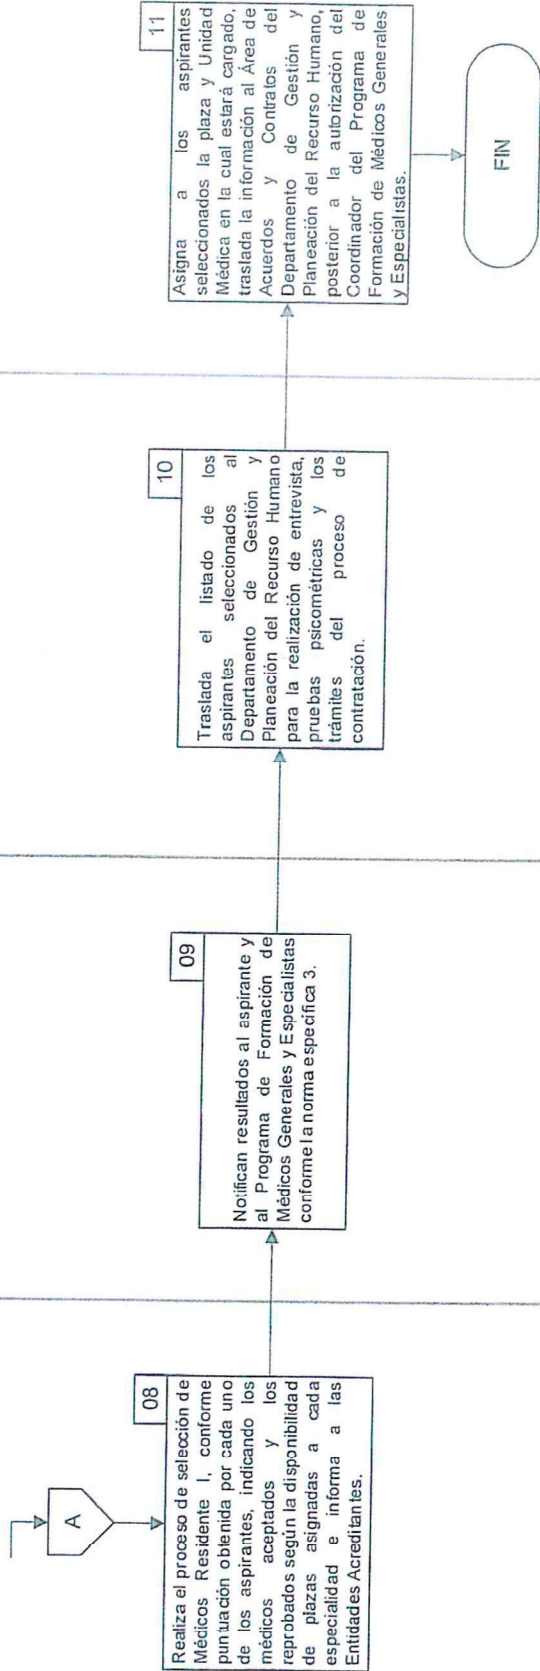 A
08
Realiza el proceso de selección de
Médicos Residente I, conforme
puntuación obtenida por cada uno
de los aspirantes, indicando los
médicos aceptados y los
reprobados según la disponibilidad
de plazas asignadas a cada
especialidad e informa a las
Entidades Acreditantes.
09
Notifican resultados al aspirante y
al Programa de Formación de
Médicos Generales y Especialistas
conforme la norma específica 3.
10
Traslada el listado de los
aspirantes seleccionados al
Departamento de Gestión y
Planeación del Recurso Humano
para la realización de entrevista,
pruebas psicométricas y los
trámites del proceso de
contratación.
11
Asigna a los aspirantes
seleccionados la plaza y Unidad
Médica en la cual estará cargado,
traslada la información al Área de
Acuerdos y Contratos del
Departamento de Gestión y
Planeación del Recurso Humano,
posterior a la autorización del
Coordinador del Programa de
Formación de Médicos Generales
y Especialistas.
FIN